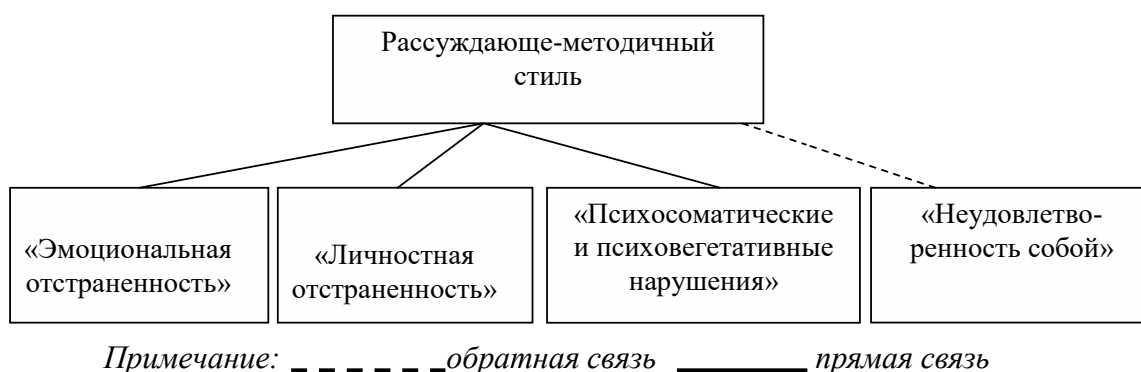 Рассуждающе-методичный
стиль
«Эмоциональная
отстраненность»
«Личностная
отстраненность»
«Психосоматические
и психовегетативные
нарушения»
«Неудовлетво-
ренность собой»
Примечание: обратная связь прямая связь